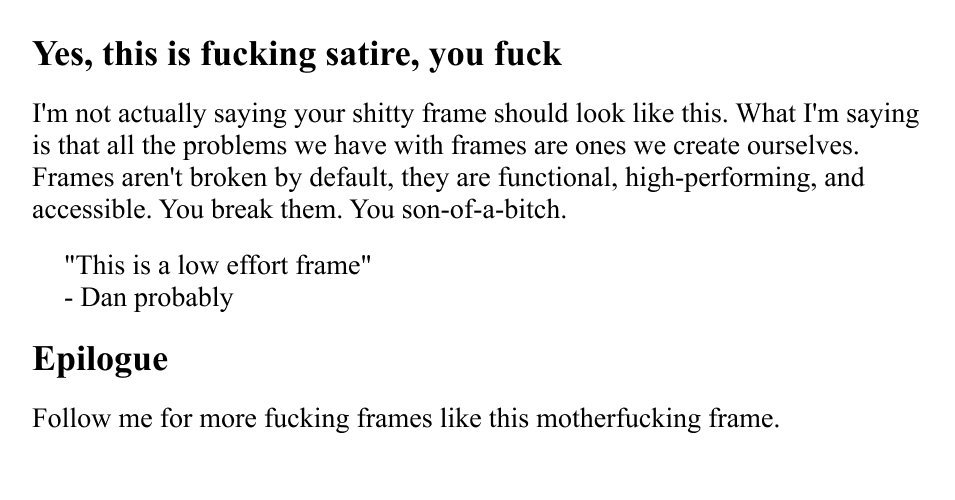 Yes, this is fucking satire, you fuck
I'm not actually saying your shitty frame should look like this. What I'm saying
is that all the problems we have with frames are ones we create ourselves.
Frames aren't broken by default, they are functional, high-performing, and
accessible. You break them. You son-of-a-bitch.
"This is a low effort frame"
- Dan probably
Epilogue
Follow me for more fucking frames like this motherfucking frame.